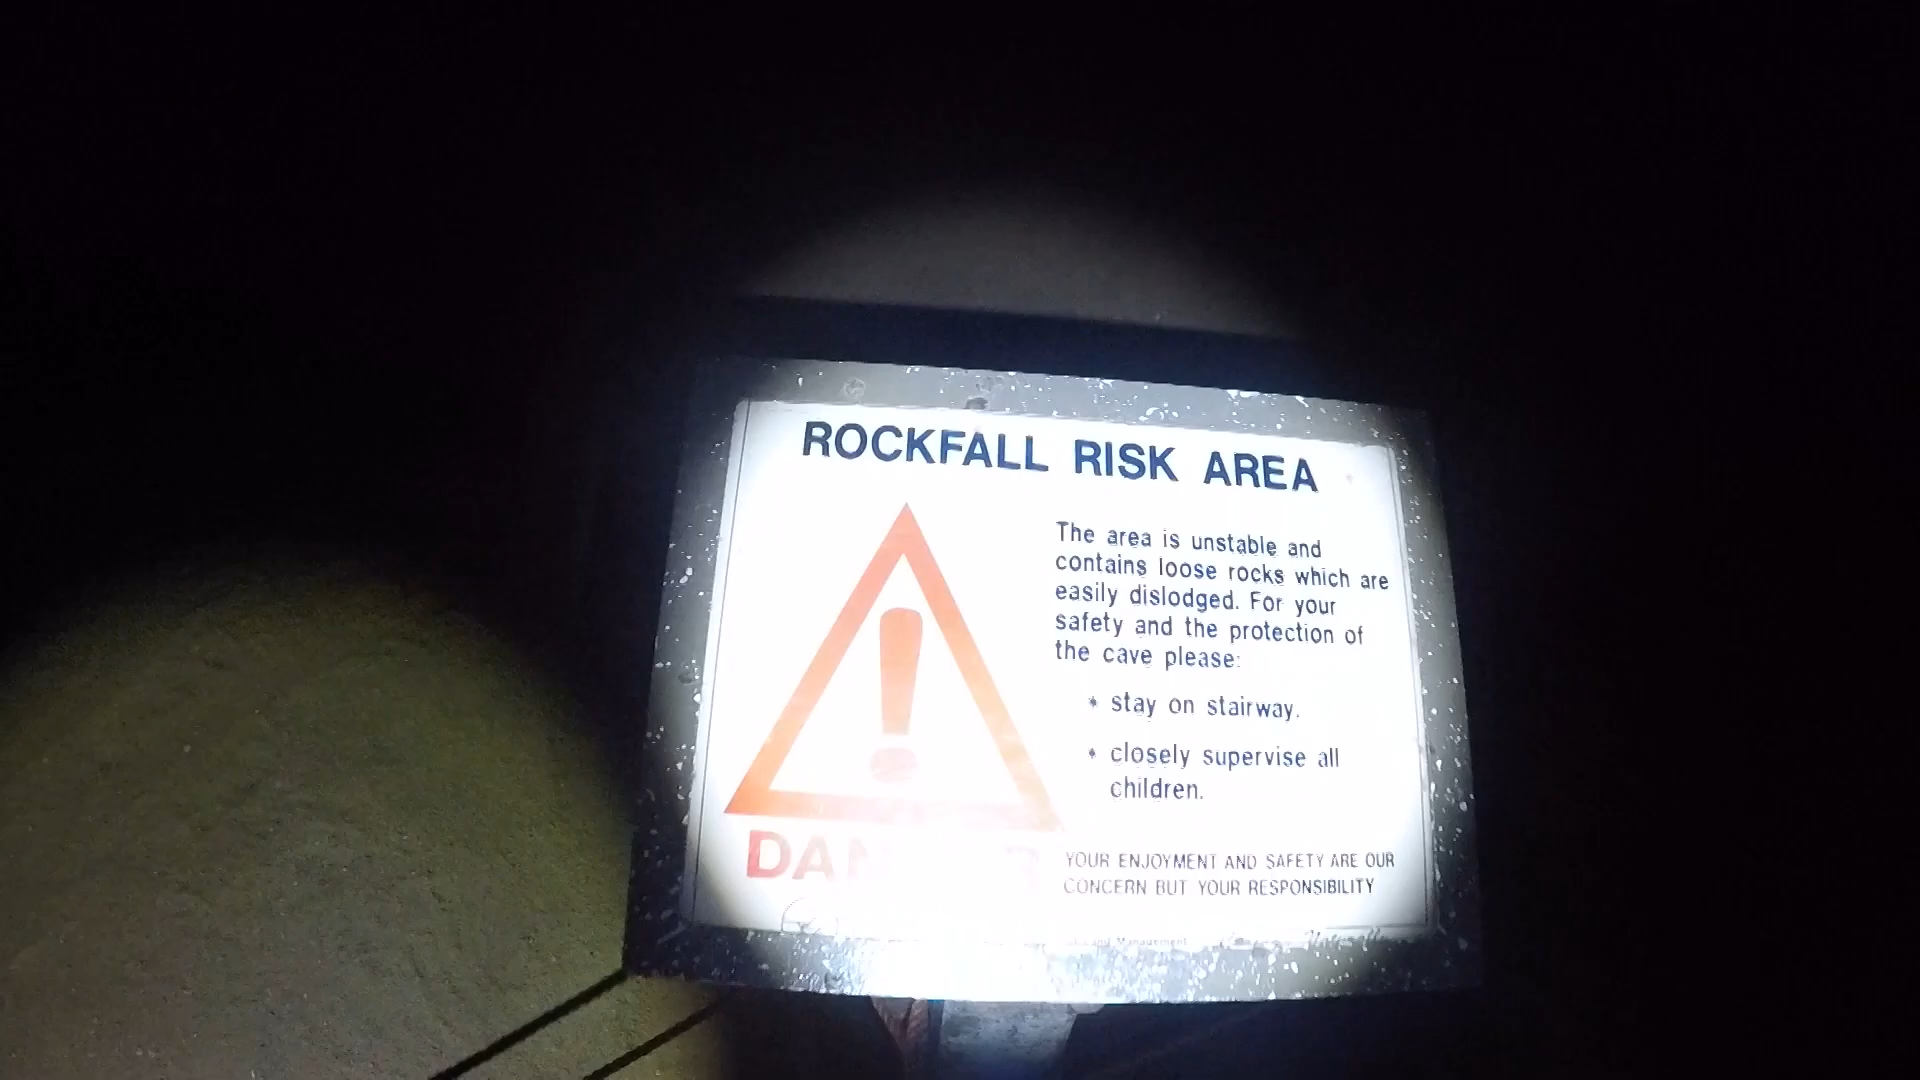 ROCKFALL RISK AREA
The area is unstable and
contains loose rocks which are
easily dislodged. For your
safety and the protection of
the cave please:
* stay on stairway.
* closely supervise all
children.
YOUR ENJOYMENT AND SAFETY ARE OUR
CONCERN BUT YOUR RESPONSIBILITY
and Management